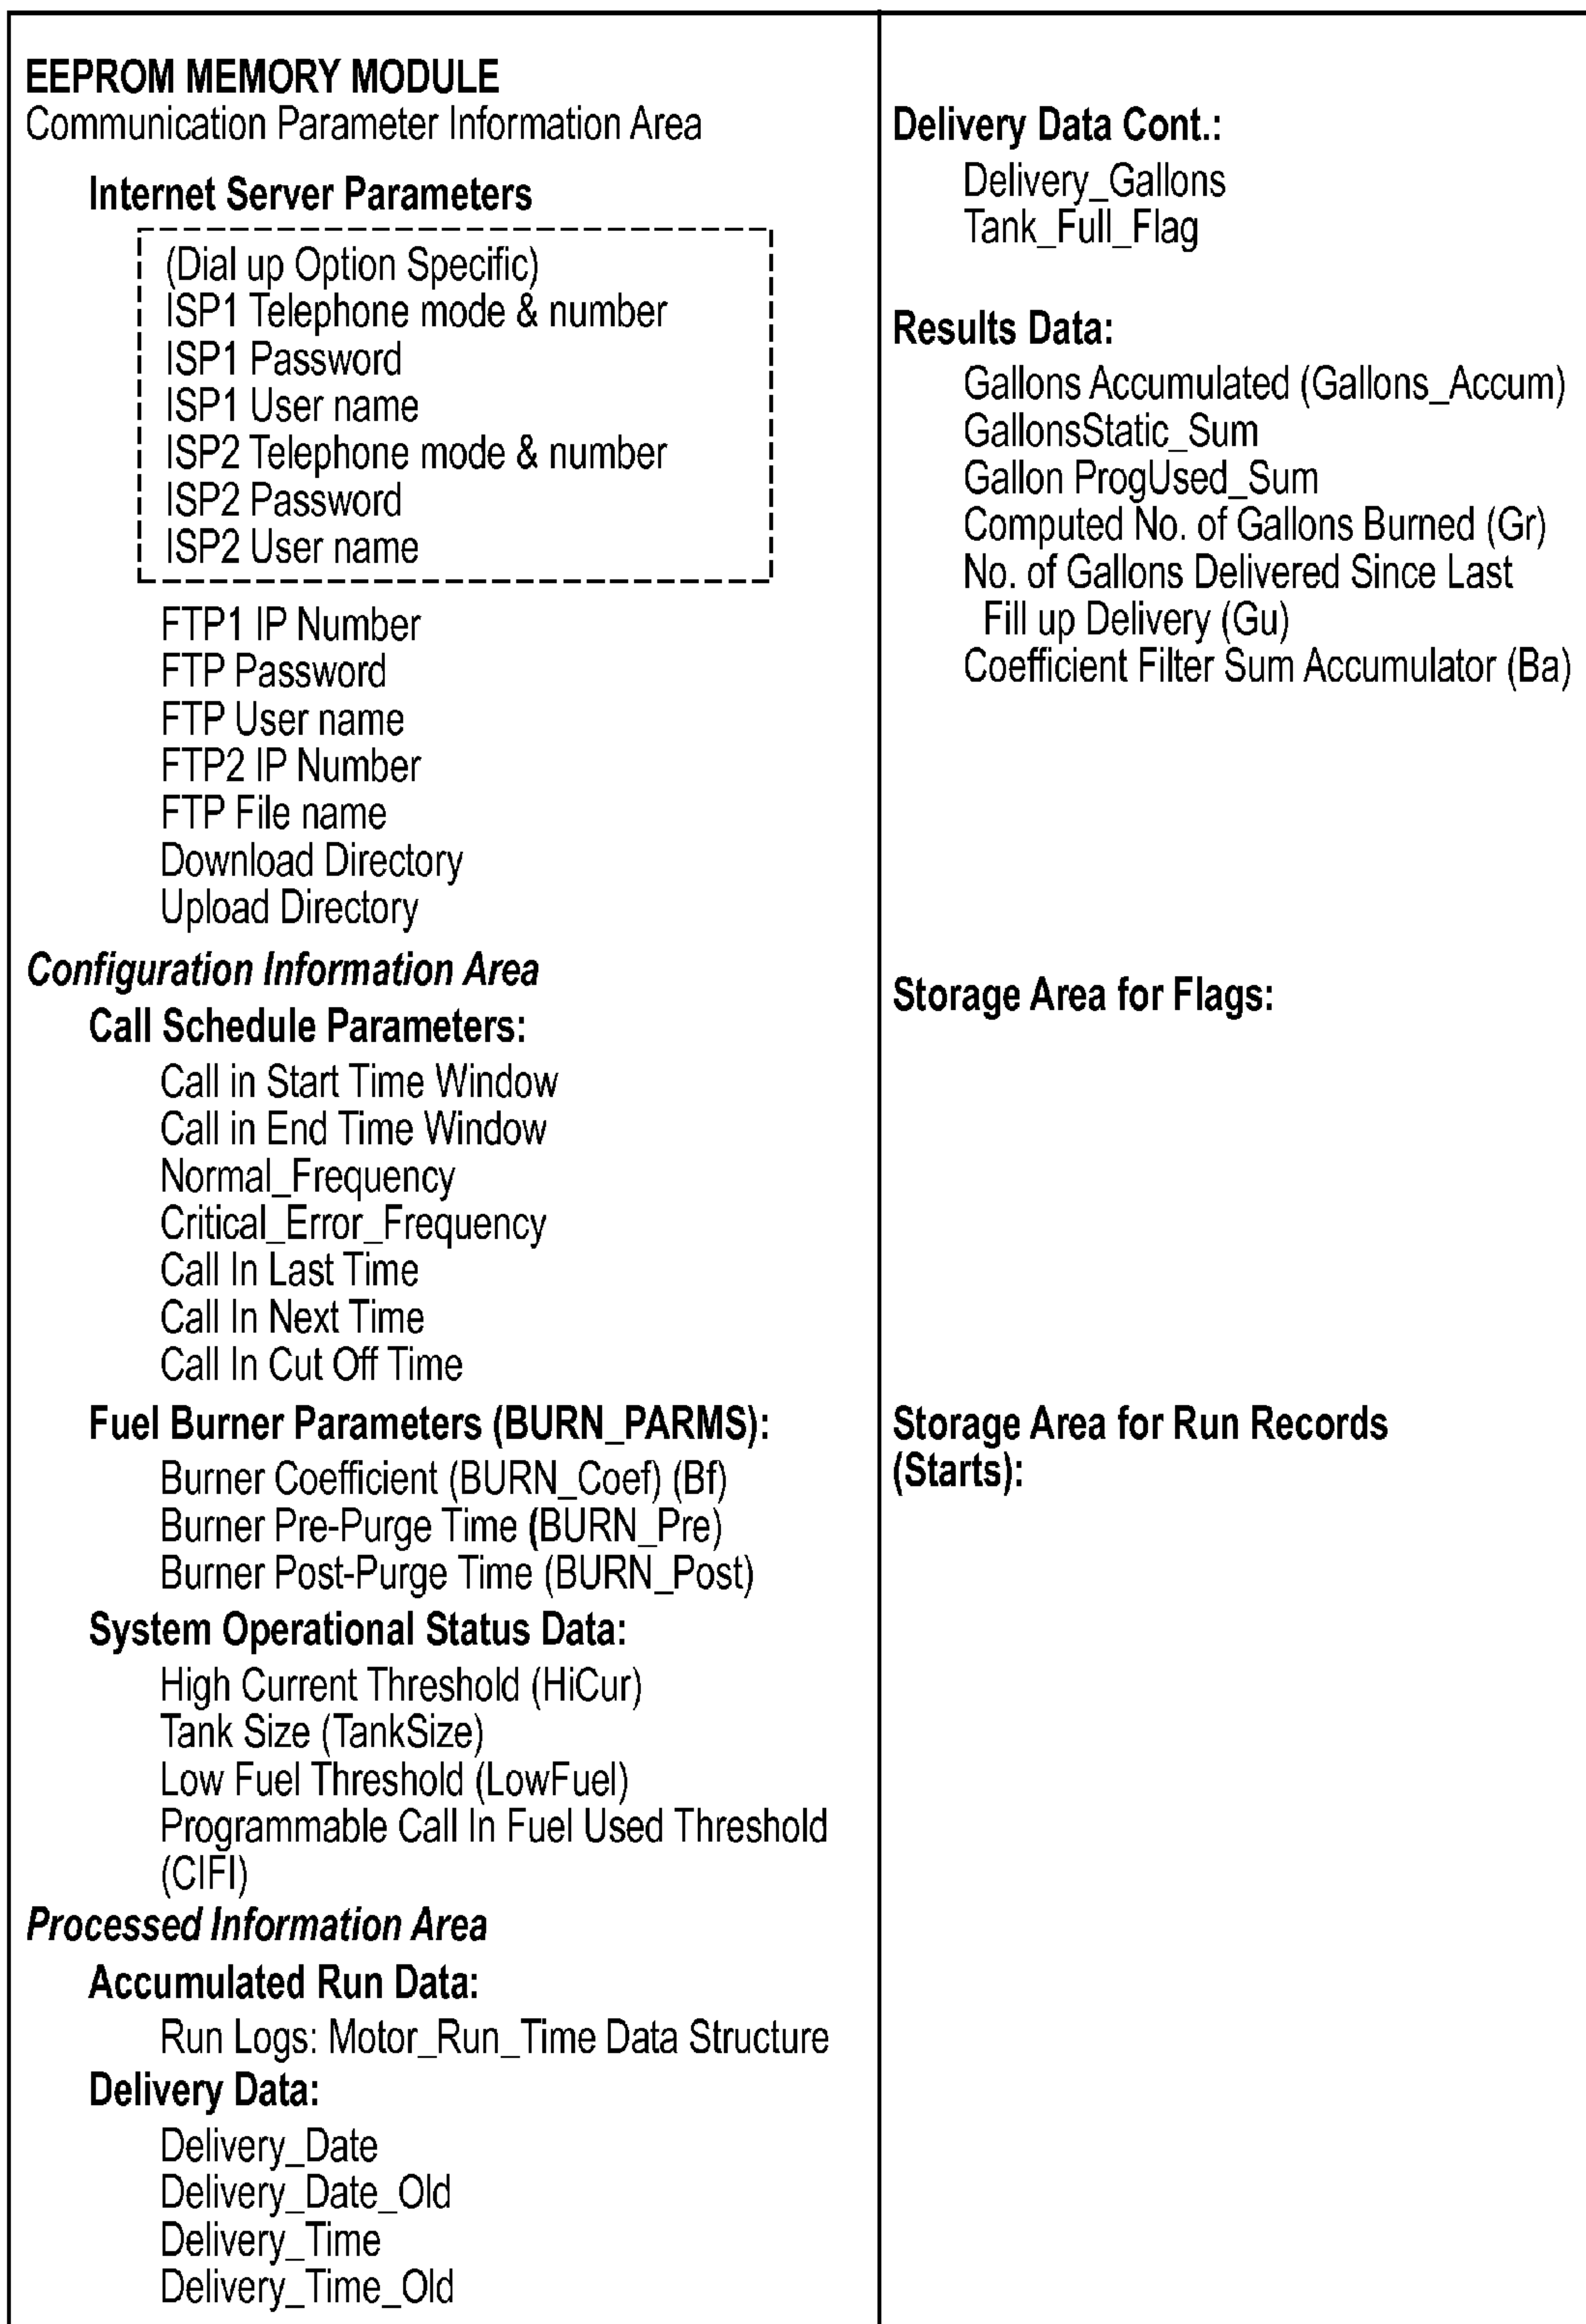 EEPROM MEMORY MODULE
Communication Parameter Information Area
Internet Server Parameters
(Dial up Option Specific)
ISP1 Telephone mode & number
ISP1 Password
ISP1 User name
ISP2 Telephone mode & number
ISP2 Password
ISP2 User name
FTP1 IP Number
FTP Password
FTP User name
FTP2 IP Number
FTP File name
Download Directory
Upload Directory
Configuration Information Area
Call Schedule Parameters:
Call in Start Time Window
Call in End Time Window
Normal_Frequency
Critical_Error_Frequency
Call In Last Time
Call In Next Time
Call In Cut Off Time
Fuel Burner Parameters (BURN_PARMS):
Burner Coefficient (BURN_Coef) (Bf)
Burner Pre-Purge Time (BURN_Pre)
Burner Post-Purge Time (BURN_Post)
System Operational Status Data:
High Current Threshold (HiCur)
Tank Size (TankSize)
Low Fuel Threshold (LowFuel)
Programmable Call In Fuel Used Threshold
(CIFI)
Processed Information Area
Accumulated Run Data:
Run Logs: Motor_Run_Time Data Structure
Delivery Data:
Delivery_Date
Delivery_Date_Old
Delivery_Time
Delivery_Time_Old
Delivery Data Cont.:
Delivery_Gallons
Tank_Full_Flag
Results Data:
Gallons Accumulated (Gallons_Accum)
GallonsStatic_Sum
Gallon ProgUsed_Sum
Computed No. of Gallons Burned (Gr)
No. of Gallons Delivered Since Last
Fill up Delivery (Gu)
Coefficient Filter Sum Accumulator (Ba)
Storage Area for Flags:
Storage Area for Run Records
(Starts):